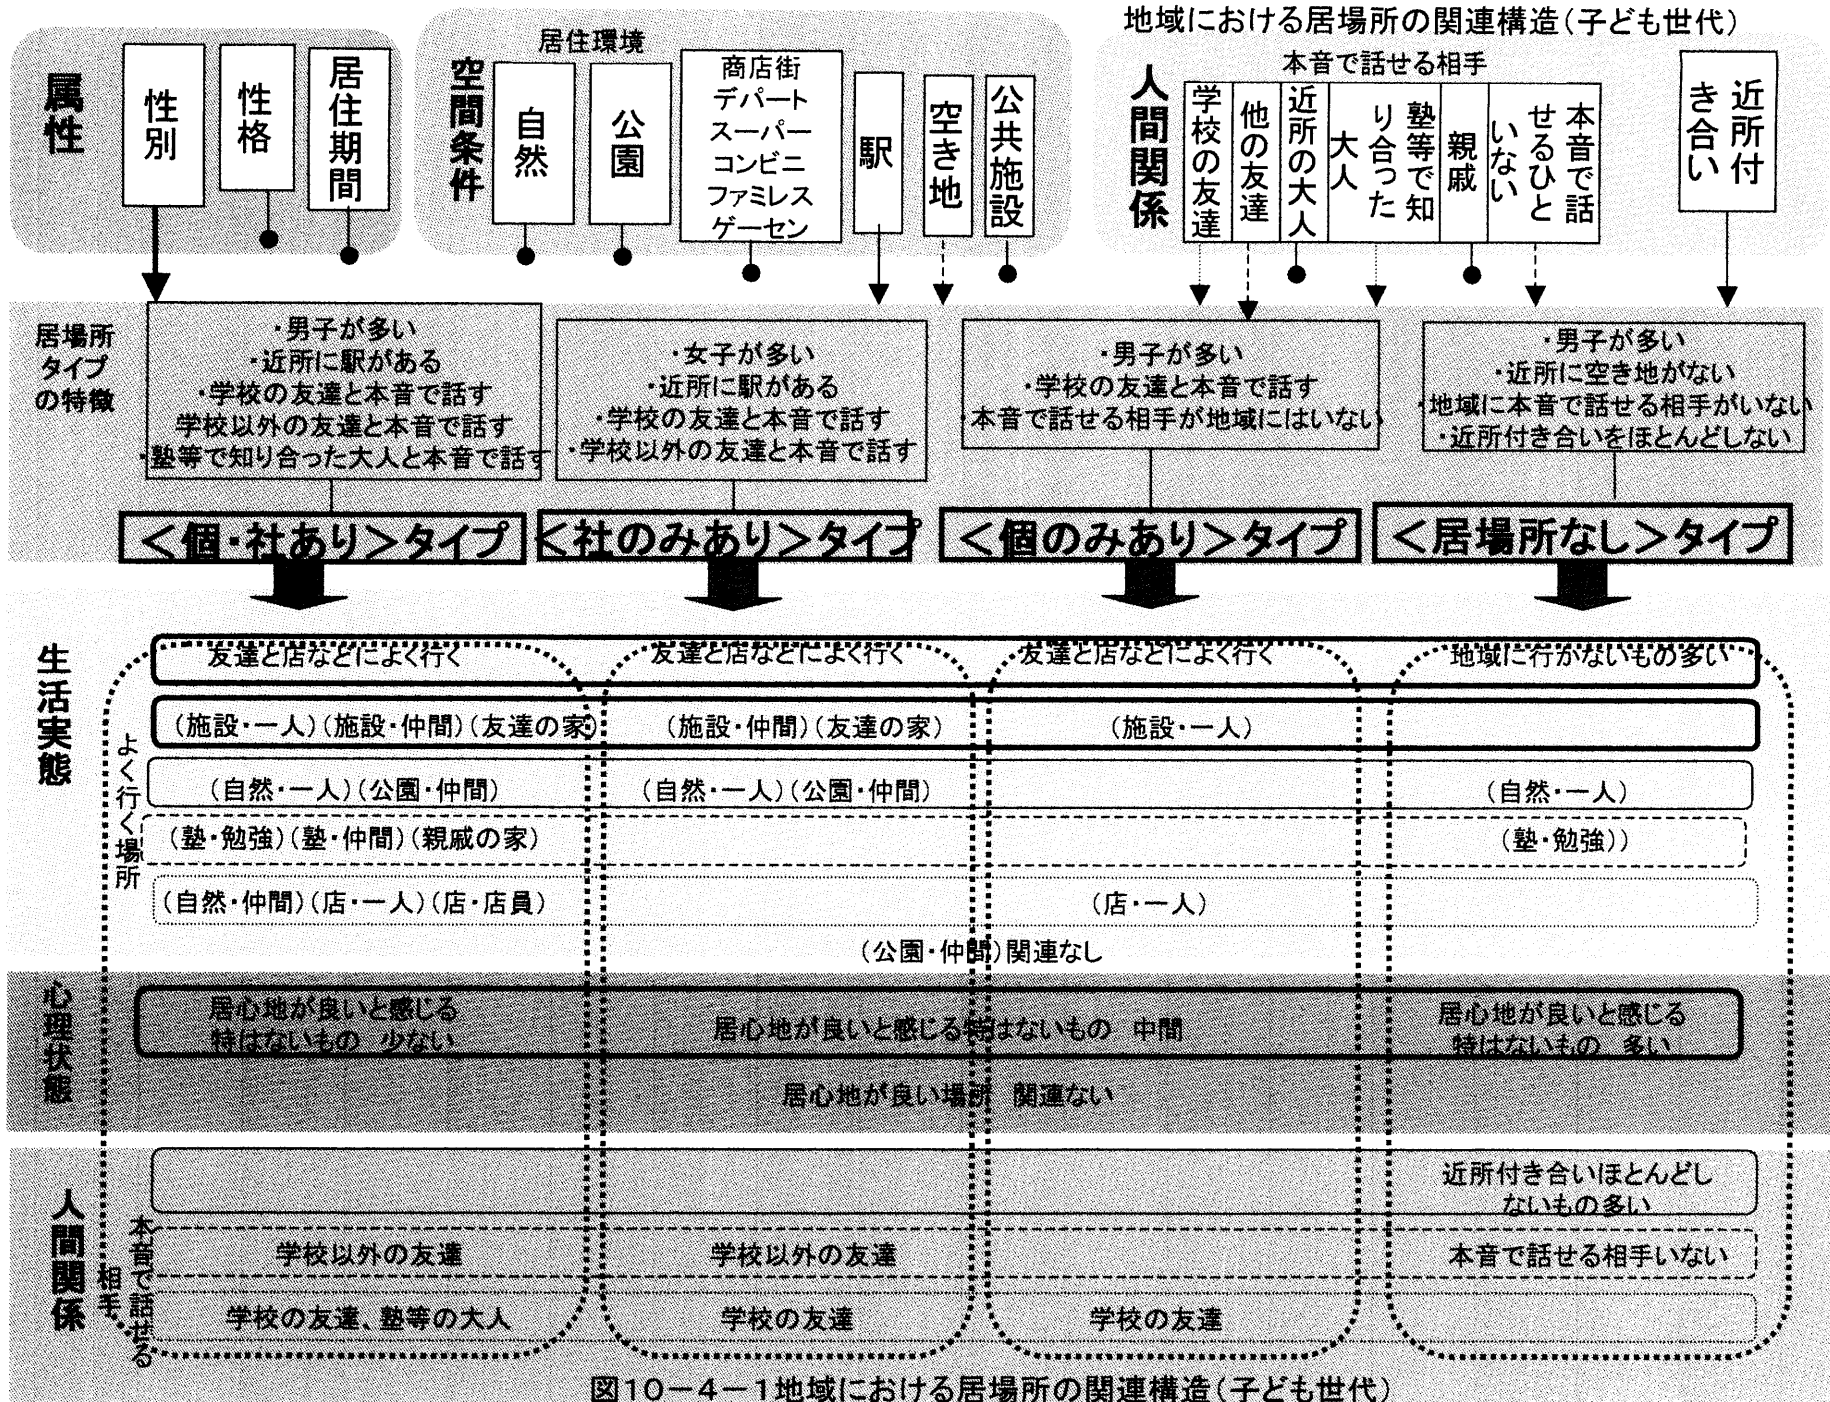 地域における居場所の関連構造(子ども世代)
属性
性別
性格
居住期間
空間条件
居住環境
自然
公園
商店街
デパート
スーパー
コンビニ
ファミレス
ゲーセン
駅
空き地
公共施設
人間関係
本音で話せる相手
学校の友達
他の友達
近所の大人
塾等で知
り合った
大人
親戚
本音で話
せるひと
いない
近所付
き合い
居場所
タイプ
の特徴
・男子が多い
・近所に駅がある
・学校の友達と本音で話す
学校以外の友達と本音で話す
・塾等で知り合った大人と本音で話す
・女子が多い
・近所に駅がある
・学校の友達と本音で話す
・学校以外の友達と本音で話す
・男子が多い
・学校の友達と本音で話す
・本音で話せる相手が地域にはいない
・男子が多い
・近所に空き地がない
・地域に本音で話せる相手がいない
・近所付き合いをほとんどしない
<個・社あり>タイプ
<社のみあり>タイプ
<個のみあり>タイプ
<居場所なし>タイプ
生活実態
友達と店などによく行く
友達と店などによく行く
友達と店などによく行く
地域に行かないもの多い
よく行く場所
(施設・一人)(施設・仲間)(友達の家)
(施設・仲間)(友達の家)
(施設・一人)
(自然・一人)(公園・仲間)
(自然・一人)(公園・仲間)
(自然・一人)
(塾・勉強)(塾・仲間)(親戚の家)
(塾・勉強))
(自然・仲間)(店・一人)(店・店員)
(店・一人)
(公園・仲間)関連なし
心理状態
居心地が良いと感じる
特はないもの 少ない
居心地が良いと感じる特はないもの 中間
居心地が良いと感じる
特はないもの 多い
居心地が良い場所 関連ない
人間関係
近所付き合いほとんどし
ないもの多い
本音で話せる
相手
学校以外の友達
学校以外の友達
本音で話せる相手いない
学校の友達、塾等の大人
学校の友達
学校の友達
図10-4-1地域における居場所の関連構造(子ども世代)